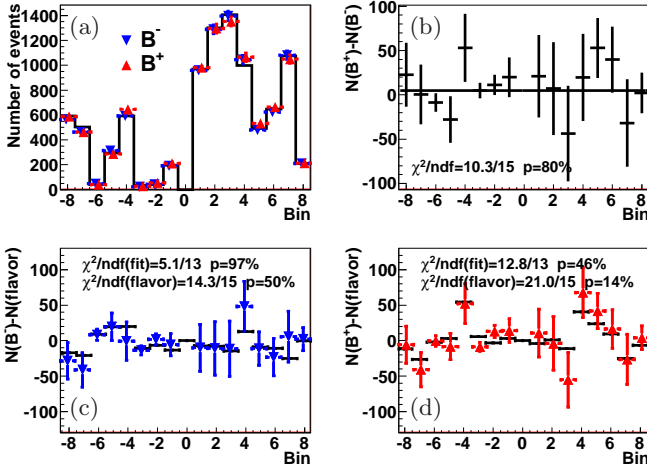 (a)
B⁻
B⁺
Number of events
1400
1200
1000
800
600
400
200
0
-8 -6 -4 -2 0 2 4 6 8
Bin
(b)
N(B⁺)-N(B⁻)
100
50
0
-50
-100
χ²/ndf=10.3/15 p=80%
-8 -6 -4 -2 0 2 4 6 8
Bin
χ²/ndf(fit)=5.1/13 p=97%
χ²/ndf(flavor)=14.3/15 p=50%
N(B⁻)-N(flavor)
100
50
0
-50
-100
(c)
-8 -6 -4 -2 0 2 4 6 8
Bin
χ²/ndf(fit)=12.8/13 p=46%
χ²/ndf(flavor)=21.0/15 p=14%
N(B⁺)-N(flavor)
100
50
0
-50
-100
(d)
-8 -6 -4 -2 0 2 4 6 8
Bin